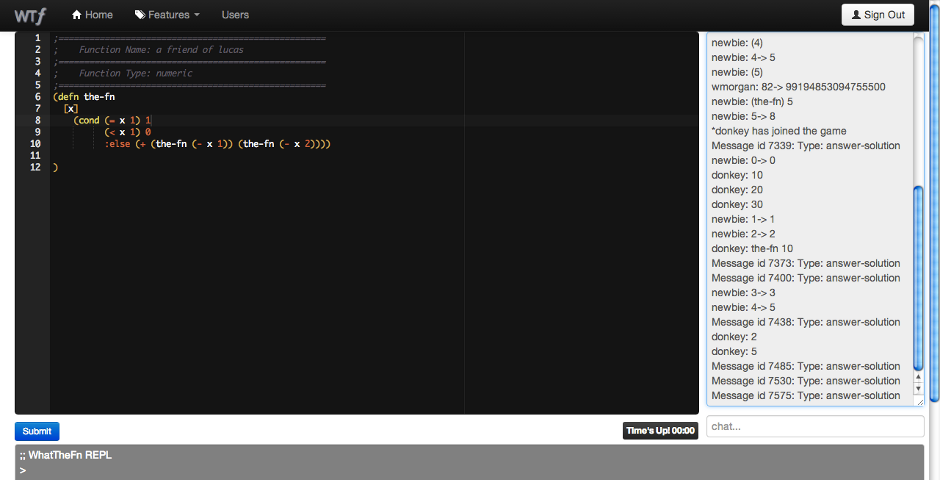 WTƒ Home Features Users Sign Out
1 ;=================================================
2 ; Function Name: a friend of lucas
3 ;=================================================
4 ; Function Type: numeric
5 ;=================================================
6 (defn the-fn
7 [x]
8 (cond (= x 1) 1
9 (< x 1) 0
10 :else (+ (the-fn (- x 1)) (the-fn (- x 2))))
11
12 )
newbie: (4)
newbie: 4-> 5
newbie: (5)
wmorgan: 82-> 99194853094755500
newbie: (the-fn) 5
newbie: 5-> 8
*donkey has joined the game
Message id 7339: Type: answer-solution
newbie: 0-> 0
donkey: 10
donkey: 20
donkey: 30
newbie: 1-> 1
newbie: 2-> 2
donkey: the-fn 10
Message id 7373: Type: answer-solution
Message id 7400: Type: answer-solution
newbie: 3-> 3
newbie: 4-> 5
Message id 7438: Type: answer-solution
donkey: 2
donkey: 5
Message id 7485: Type: answer-solution
Message id 7530: Type: answer-solution
Message id 7575: Type: answer-solution
Submit
Time's Up! 00:00
chat...
;; WhatTheFn REPL
>